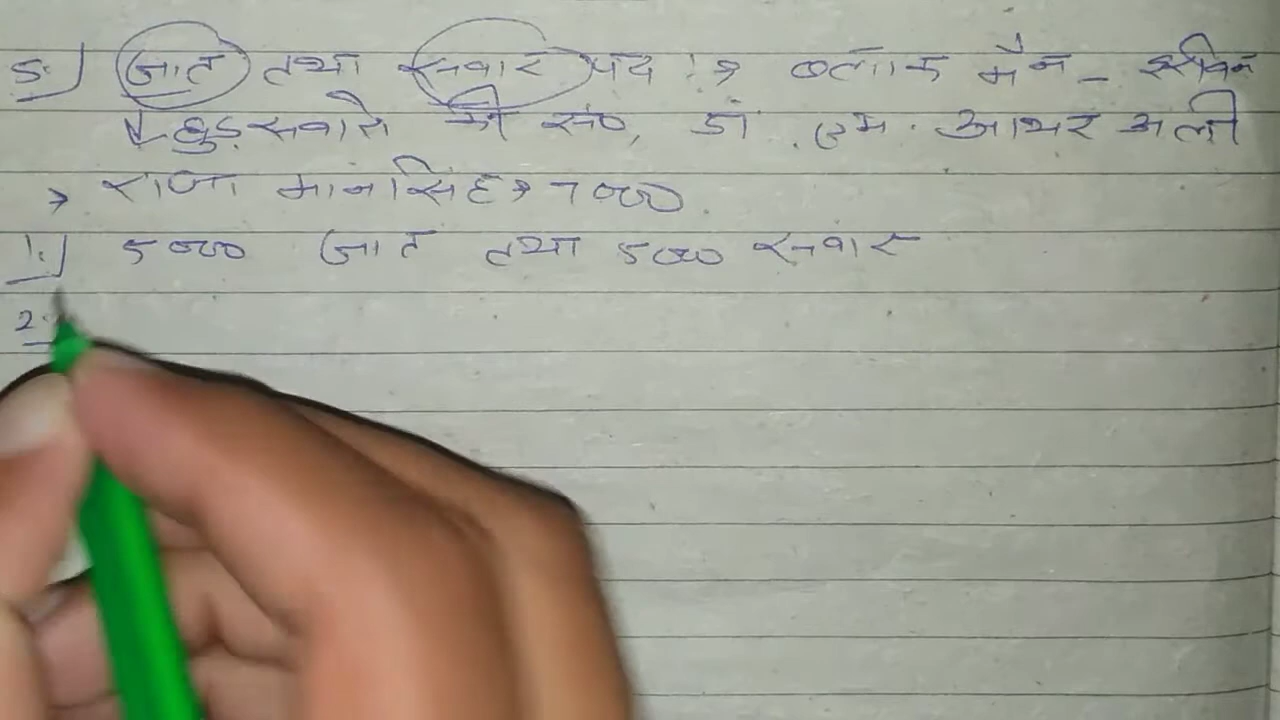 5. जात तथा सवार पद :→ ब्लाक मैन -
घुड़सवारो की सं०, डॉ. एम. आथर अली
→ राजा मानसिंह → 7000
1. 5000 जात तथा 5000 सवार
2.